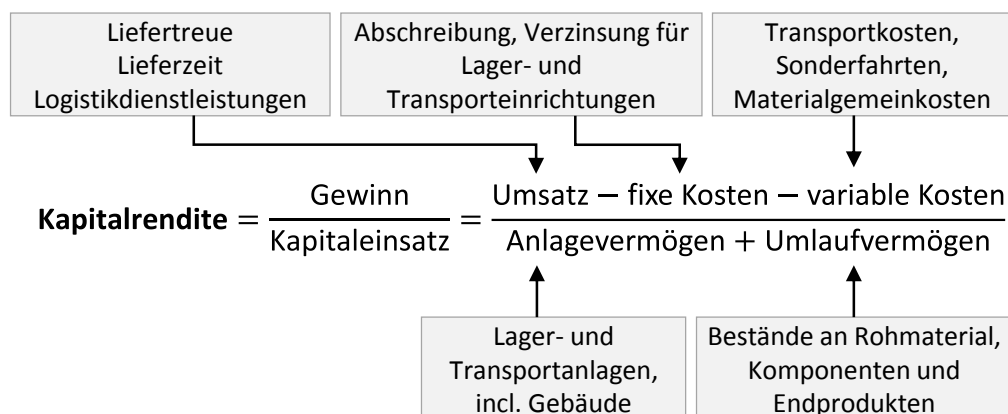 Liefertreue
Lieferzeit
Logistikdienstleistungen
Abschreibung, Verzinsung für
Lager- und
Transporteinrichtungen
Transportkosten,
Sonderfahrten,
Materialgemeinkosten
Kapitalrendite = Gewinn / Kapitaleinsatz = Umsatz − fixe Kosten − variable Kosten / Anlagevermögen + Umlaufvermögen
Lager- und
Transportanlagen,
incl. Gebäude
Bestände an Rohmaterial,
Komponenten und
Endprodukten